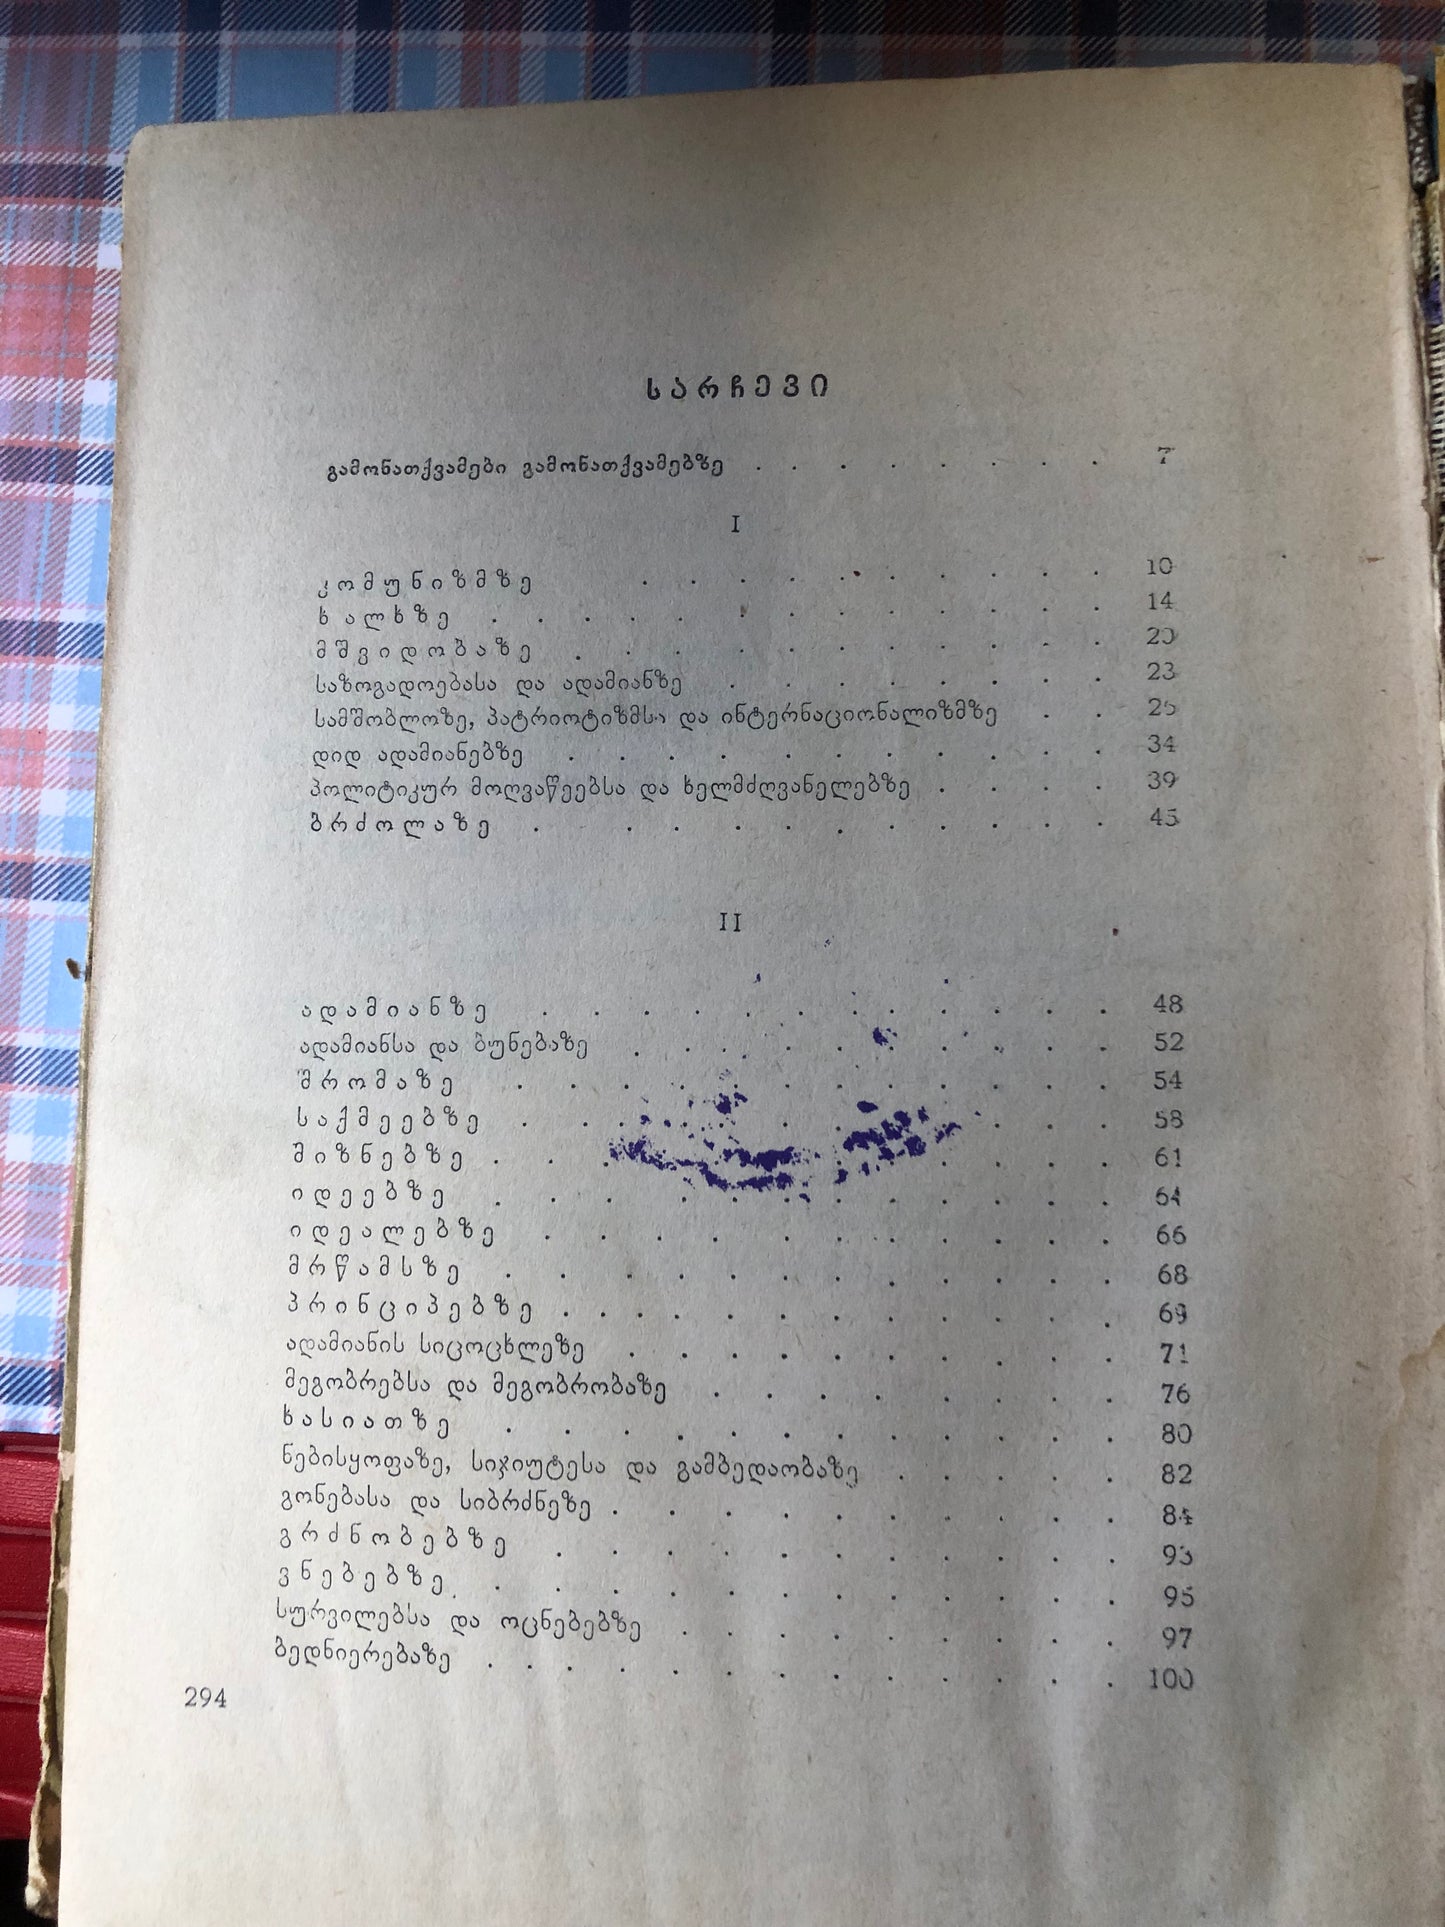 სარჩევი
გამონათქვამები გამონათქვამებზე . . . . . . . . 7
I
კომუნიზმზე . . . . . . . . . . 10
ხალხზე . . . . . . . . . . . . 14
მშვიდობაზე . . . . . . . . . . 20
საზოგადოებასა და ადამიანზე . . . . . . . . 23
სამშობლოზე, პატრიოტიზმსა და ინტერნაციონალიზმზე . .
დიდ ადამიანებზე . . . . . . . . . . . 34
პოლიტიკურ მოღვაწეებსა და ხელმძღვანელებზე . . . . 39
ბრძოლაზე . . . . . . . . . . . 45
II
ადამიანზე . . . . . . . . . . . . 48
ადამიანსა და ბუნებაზე . . . . . . . . . . 52
შრომაზე . . . . . . . . . . . . 54
საქმეებზე . . . . . . . . . . . . 58
მიზნებზე . . . . . . . . . . . . 61
იდეებზე . . . . . . . . . . . . 64
იდეალებზე . . . . . . . . . . . 66
მრწამსზე . . . . . . . . . . . . 68
პრინციპებზე . . . . . . . . . . . . 69
ადამიანის სიცოცხლეზე . . . . . . . . . . 71
მეგობრებსა და მეგობრობაზე . . . . . . . . 76
ხასიათზე . . . . . . . . . . . . 80
ნებისყოფაზე, სიჯიუტესა და გამბედაობაზე . . . . . 82
გონებასა და სიბრძნეზე . . . . . . . . . . 84
გრძნობებზე . . . . . . . . . . . 93
ვნებებზე . . . . . . . . . . . . 95
სურვილებსა და ოცნებებზე . . . . . . . . . 97
ბედნიერებაზე . . . . . . . . . . . . . 100
294